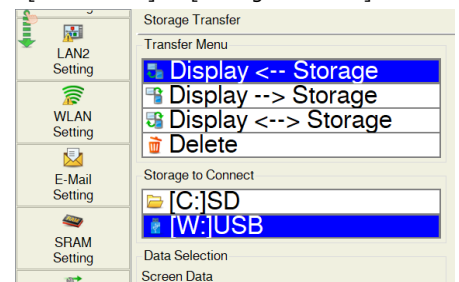 Storage Transfer
Transfer Menu
Display <-- Storage
Display --> Storage
Display <--> Storage
Delete
Storage to Connect
[C:]SD
[W:]USB
Data Selection
Screen Data
LAN2
Setting
WLAN
Setting
E-Mail
Setting
SRAM
Setting